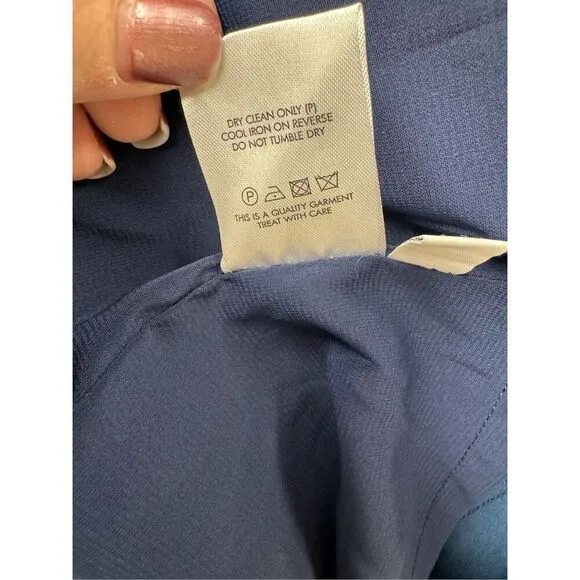 DRY CLEAN ONLY (P)
COOL IRON ON REVERSE
DO NOT TUMBLE DRY
P
THIS IS A QUALITY GARMENT
TREAT WITH CARE